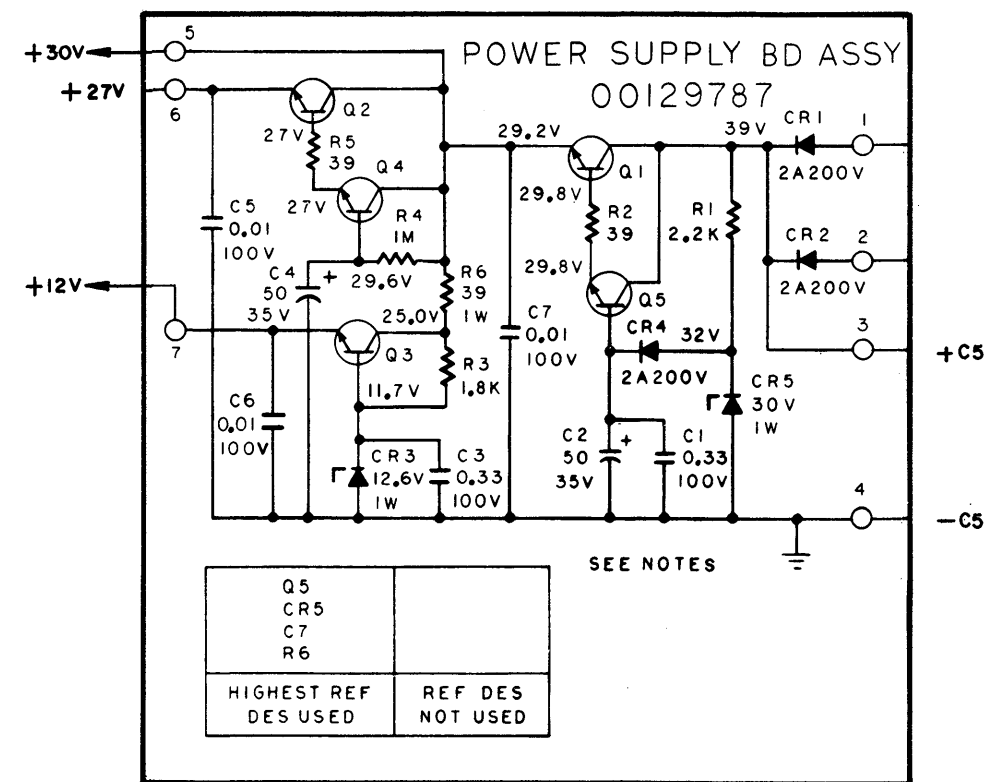 POWER SUPPLY BD ASSY
00129787
+30V
5
+27V
6
Q2
27V
R5
39
Q4
27V
R4
1M
29.6V
C5
0.01
100V
C4
50
35V
+
+12V
7
25.0V
Q3
11.7V
R6
39
1W
R3
1.8K
C6
0.01
100V
CR3
12.6V
1W
C3
0.33
100V
C7
0.01
100V
29.2V
Q1
29.8V
R2
39
29.8V
Q5
39V
R1
2.2K
CR1
2A200V
1
CR2
2A200V
2
3
+C5
CR4
32V
2A200V
CR5
30V
1W
C2
50
35V
+
C1
0.33
100V
4
-C5
SEE NOTES
Q5
CR5
C7
R6
HIGHEST REF
DES USED
REF DES
NOT USED